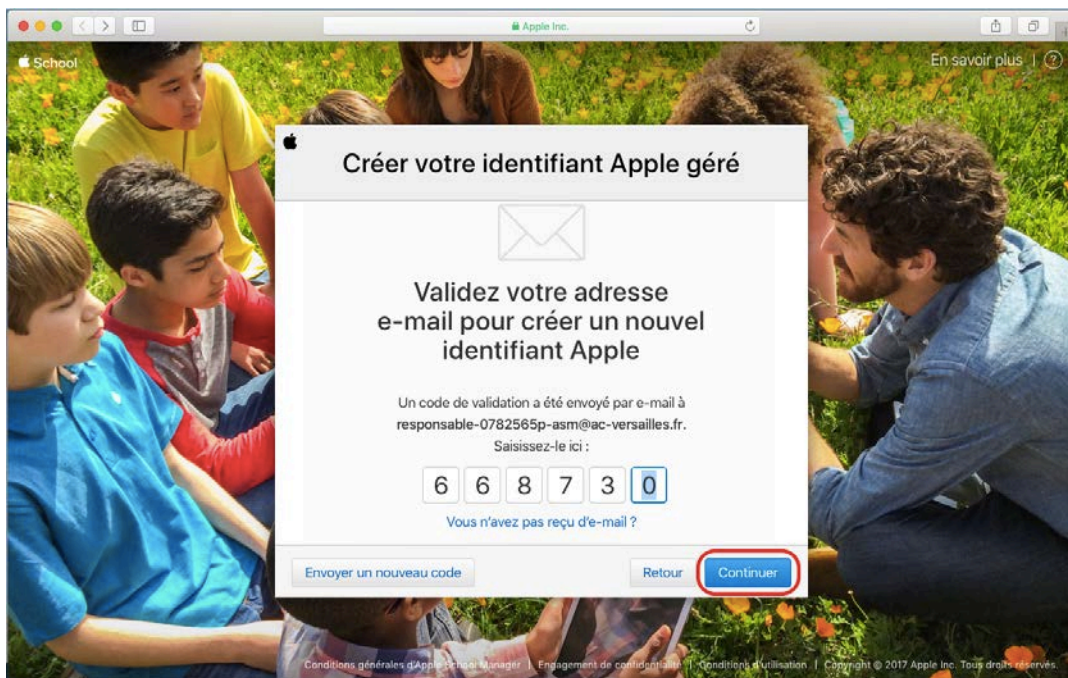 Apple Inc.
School
En savoir plus | ?
Créer votre identifiant Apple géré
Validez votre adresse
e-mail pour créer un nouvel
identifiant Apple
Un code de validation a été envoyé par e-mail à
responsable-0782565p-asm@ac-versailles.fr.
Saisissez-le ici :
6 6 8 7 3 0
Vous n'avez pas reçu d'e-mail ?
Envoyer un nouveau code
Retour
Continuer
Conditions générales d'Apple School Manager | Engagement de confidentialité | Conditions d'utilisation | Copyright © 2017 Apple Inc. Tous droits réservés.